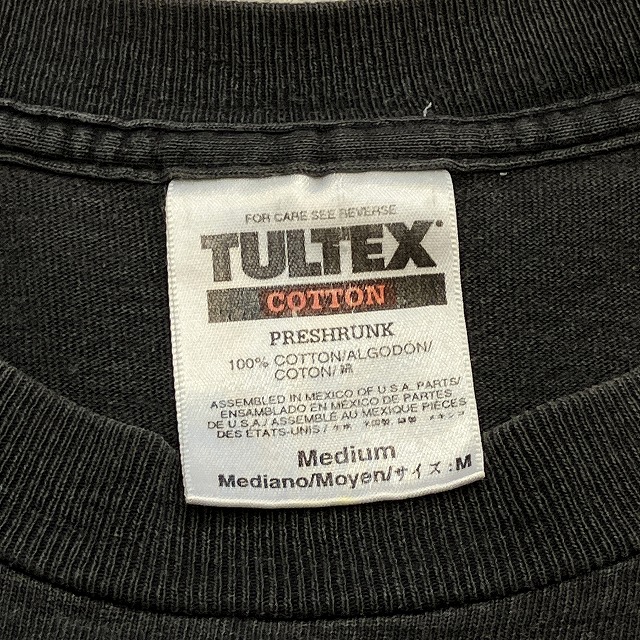 FOR CARE SEE REVERSE
TULTEX
COTTON
PRESHRUNK
100% COTTON/ALGODÓN/
COTON/綿
ASSEMBLED IN MEXICO OF U.S.A. PARTS/
ENSAMBLADO EN MÉXICO DE PARTES
DE U.S.A./ASSEMBLÉ AU MEXIQUE PIÈCES
DES ÉTATS-UNIS/
Medium
Mediano/Moyen/サイズ:M